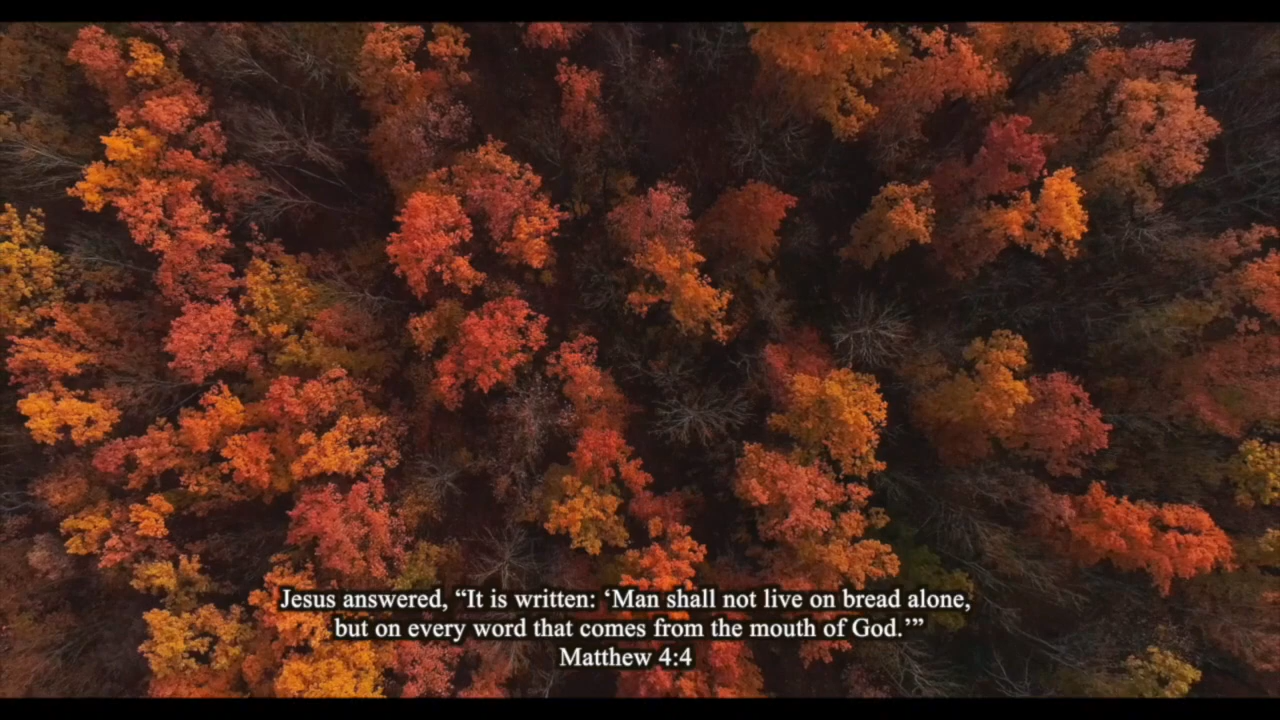 Jesus answered, “It is written: ‘Man shall not live on bread alone,
but on every word that comes from the mouth of God.’”
Matthew 4:4